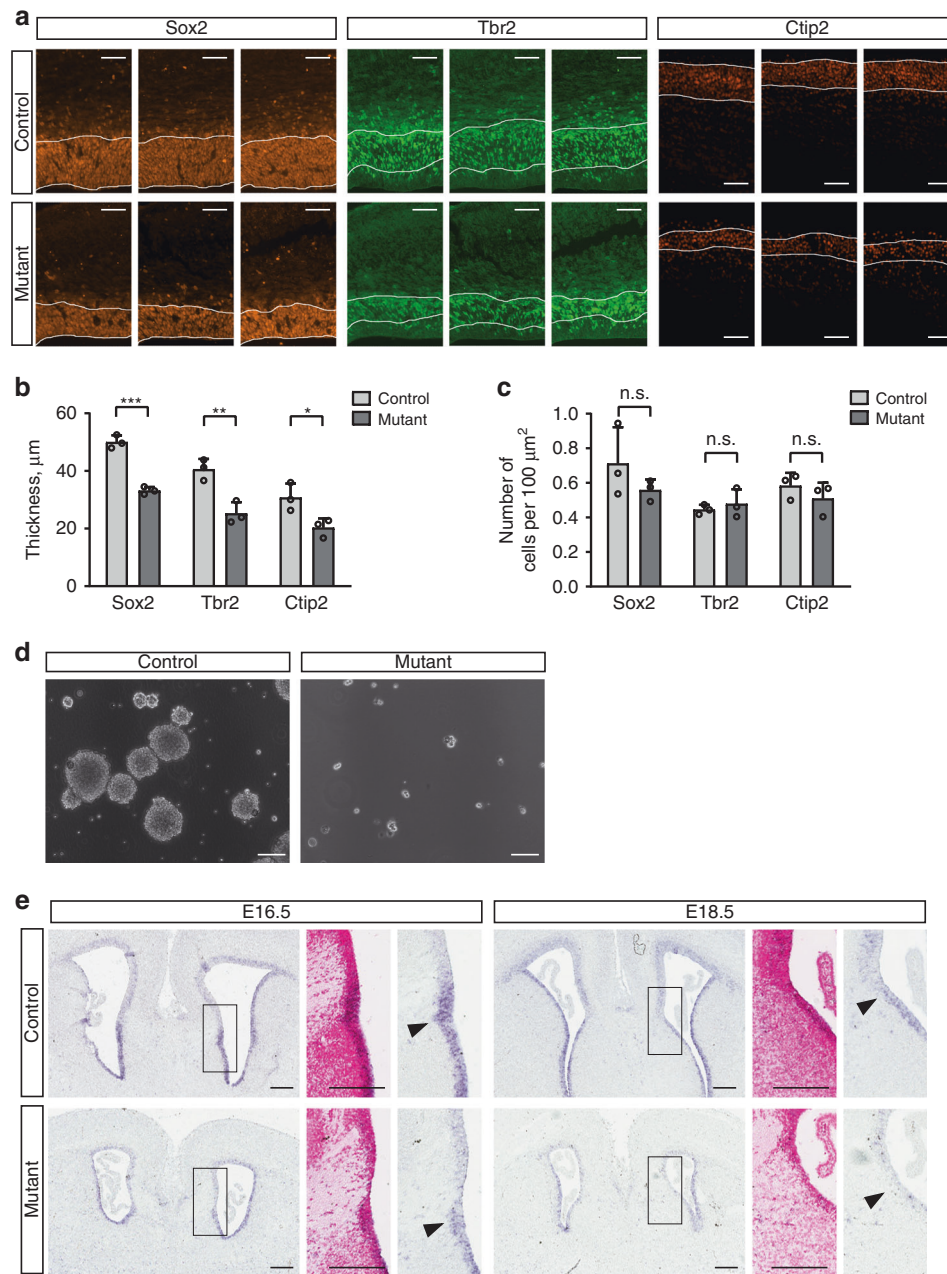 a
Sox2
Tbr2
Ctip2
Control
Mutant
b
Control
Mutant
***
**
*
Thickness, μm
60
40
20
0
Sox2
Tbr2
Ctip2
c
Control
Mutant
n.s.
n.s.
n.s.
Number of
cells per 100 μm²
1.0
0.8
0.6
0.4
0.2
0.0
Sox2
Tbr2
Ctip2
d
Control
Mutant
e
E16.5
E18.5
Control
Mutant